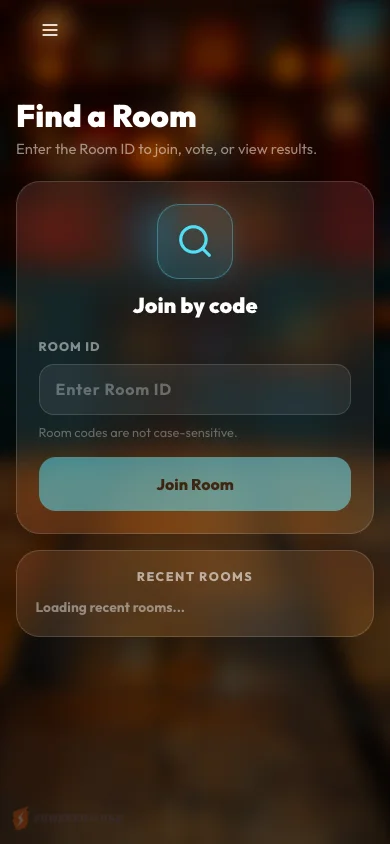 Find a Room
Enter the Room ID to join, vote, or view results.
Join by code
ROOM ID
Enter Room ID
Room codes are not case-sensitive.
Join Room
RECENT ROOMS
Loading recent rooms...